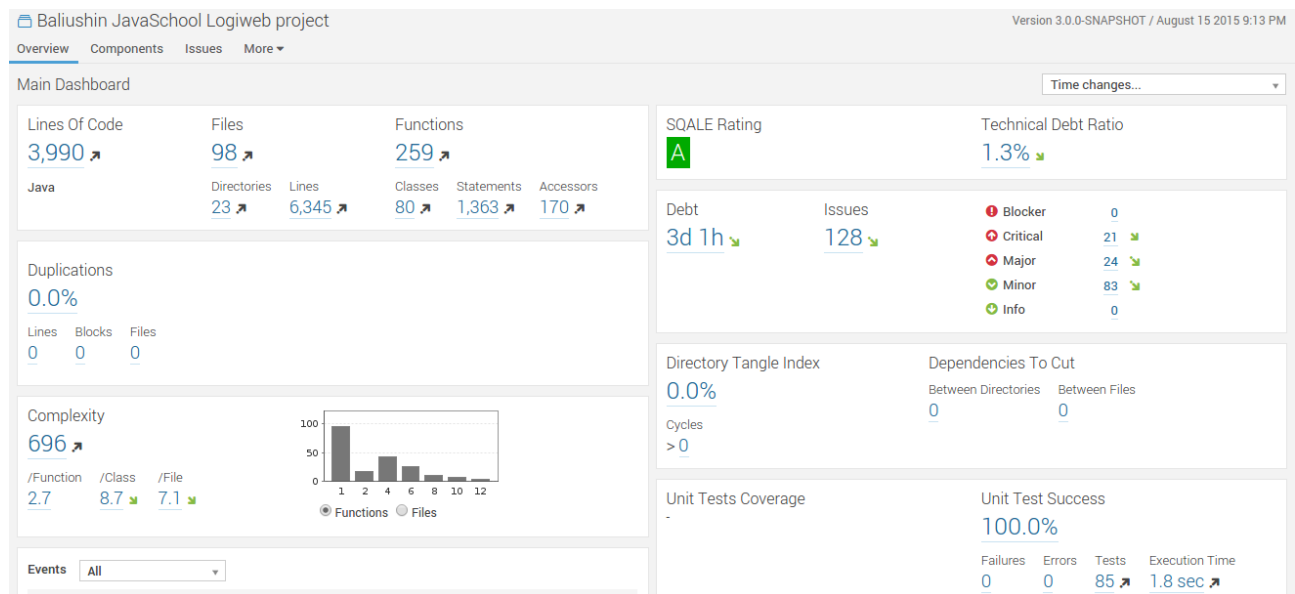 Baliushin JavaSchool Logiweb project
Version 3.0.0-SNAPSHOT / August 15 2015 9:13 PM
Overview Components Issues More
Main Dashboard
Time changes...
Lines Of Code Files Functions
3,990 98 259
Java
Directories Lines Classes Statements Accessors
23 6,345 80 1,363 170
Duplications
0.0%
Lines Blocks Files
0 0 0
Complexity
696
/Function /Class /File
2.7 8.7 7.1
100
50
0
1 2 4 6 8 10 12
Functions Files
Events All
SQALE Rating Technical Debt Ratio
A 1.3%
Debt Issues
3d 1h 128
Blocker 0
Critical 21
Major 24
Minor 83
Info 0
Directory Tangle Index Dependencies To Cut
0.0%
Between Directories Between Files
0 0
Cycles
> 0
Unit Tests Coverage Unit Test Success
-
100.0%
Failures Errors Tests Execution Time
0 0 85 1.8 sec